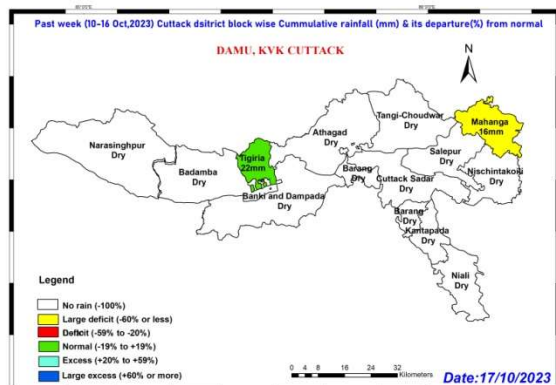 Past week (10-16 Oct,2023) Cuttack dsitrict block wise Cummulative rainfall (mm) & its departure(%) from normal
DAMU, KVK CUTTACK
N
Mahanga
16mm
Tangi-Choudwar
Dry
Athagad
Dry
Salepur
Dry
Narasinghpur
Dry
Tigiria
22mm
Badamba
Dry
Barang
Dry
Cuttack Sadar
Dry
Nischintakoili
Dry
Banki and Dampada
Dry
Barang
Dry
Kantapada
Dry
Niali
Dry
Legend
No rain (-100%)
Large deficit (-60% or less)
Deficit (-59% to -20%)
Normal (-19% to +19%)
Excess (+20% to +59%)
Large excess (+60% or more)
0 4 8 16 24 32
Kilometers
Date:17/10/2023